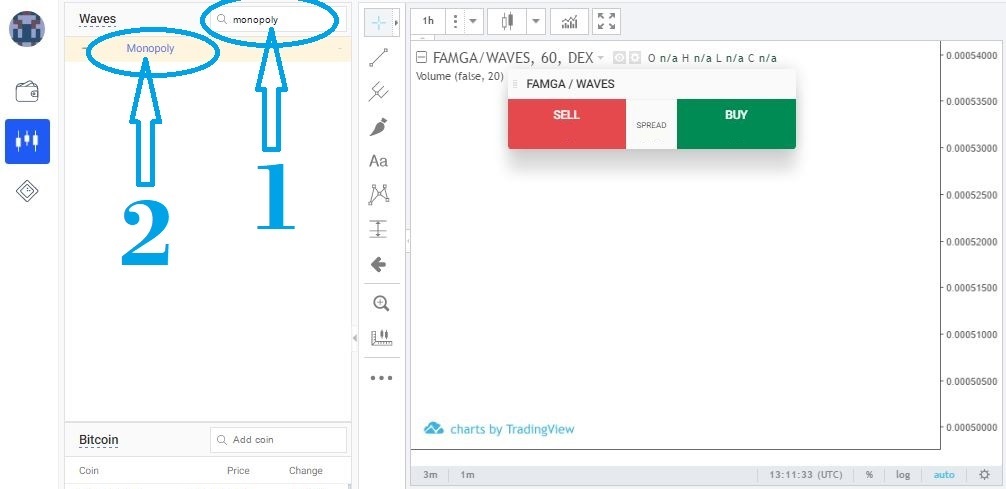 Waves
monopoly
Monopoly
1
2
Bitcoin
Add coin
Coin Price Change
Aa
1h
FAMGA/WAVES, 60, DEX O n/a H n/a L n/a C n/a
Volume (false, 20)
FAMGA / WAVES
SELL
SPREAD
BUY
0.00054000
0.00053500
0.00053000
0.00052500
0.00052000
0.00051500
0.00051000
0.00050500
0.00050000
charts by TradingView
3m 1m 13:11:33 (UTC) % log auto